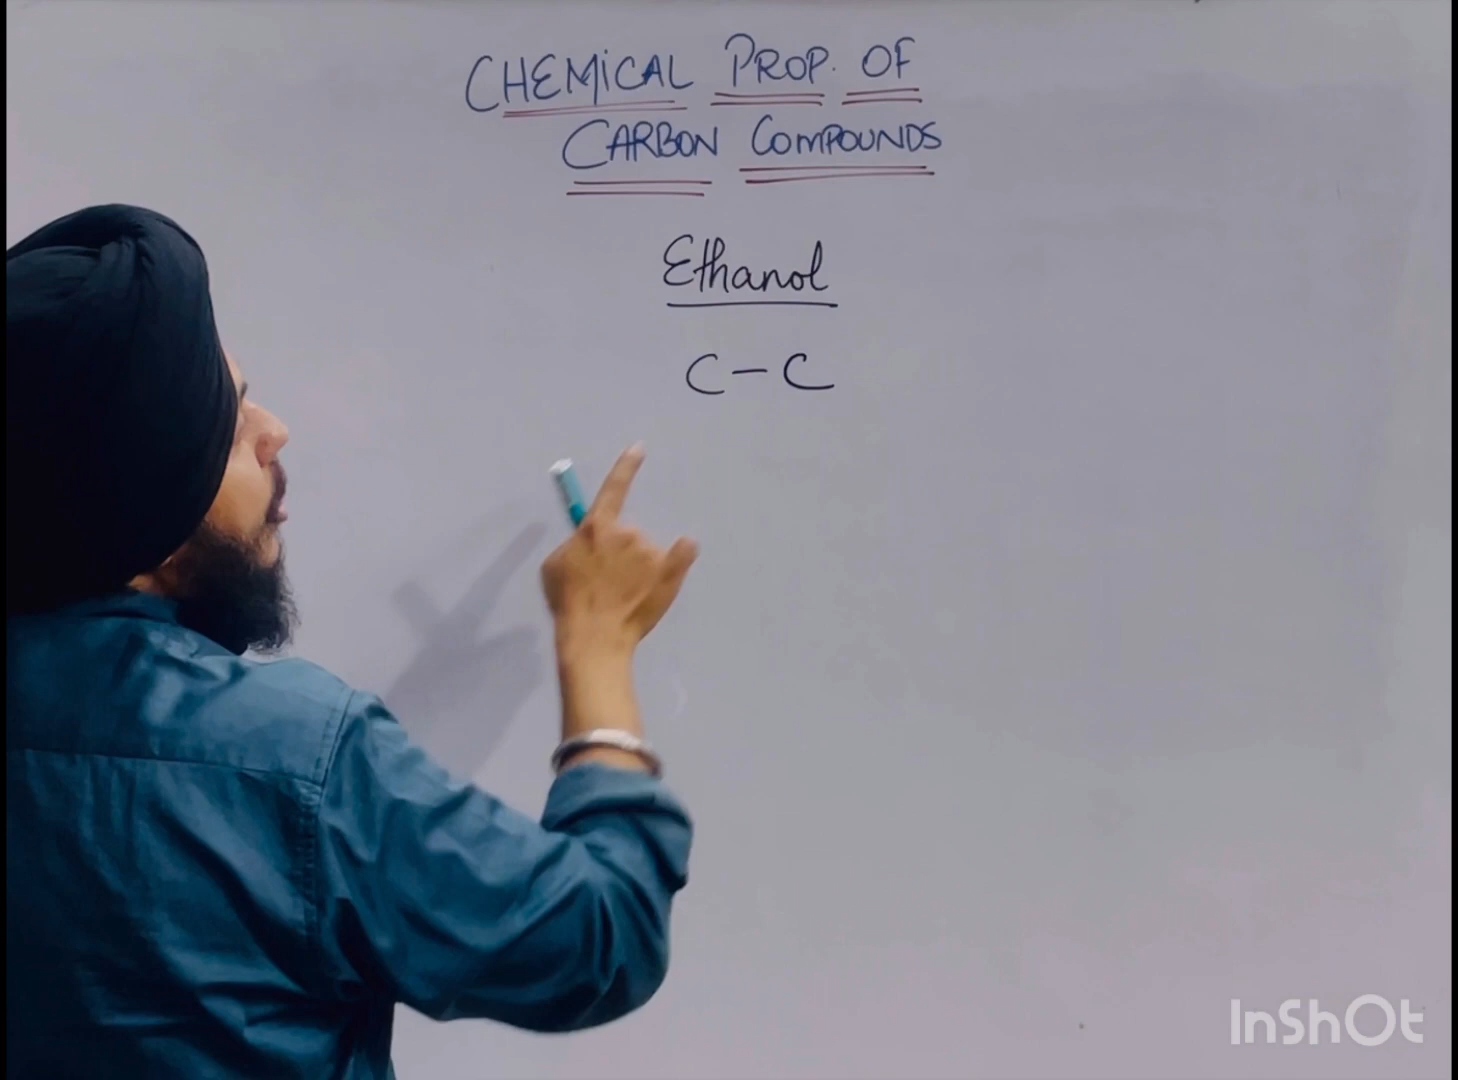 CHEMICAL PROP. OF
CARBON COMPOUNDS
Ethanol
C-C
InShOt